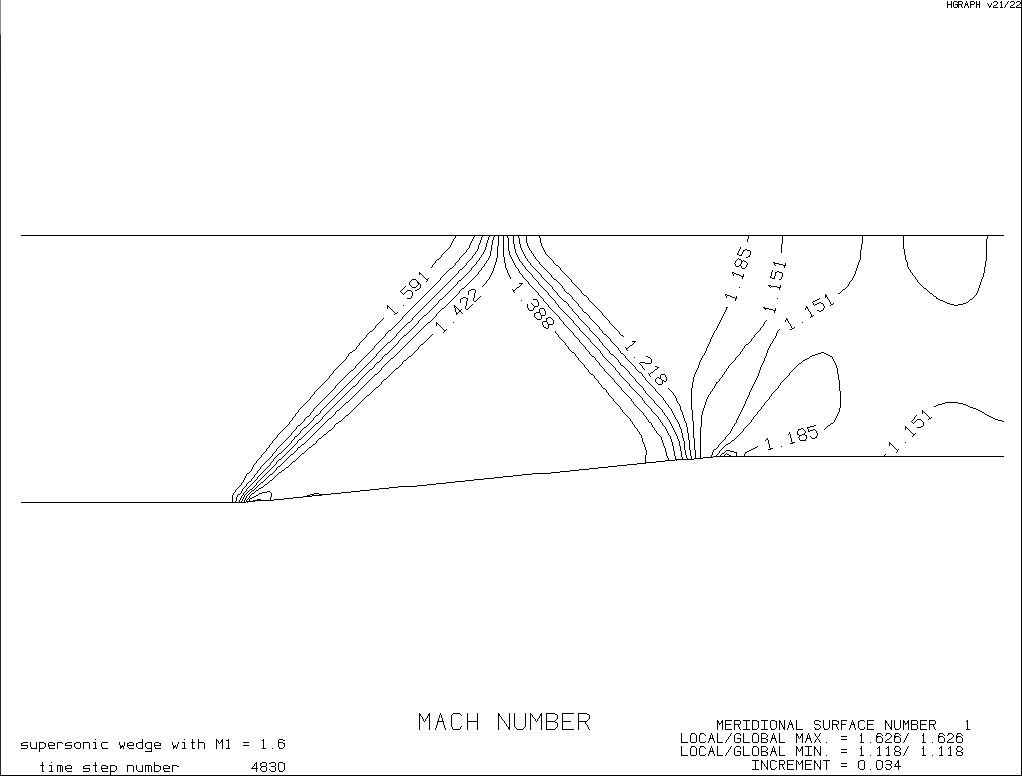 HGRAPH v21/22
1.591
1.422
1.388
1.218
1.185
1.151
1.151
1.185
1.151
MACH NUMBER
supersonic wedge with M1 = 1.6
time step number 4830
MERIDIONAL SURFACE NUMBER 1
LOCAL/GLOBAL MAX. = 1.626/ 1.626
LOCAL/GLOBAL MIN. = 1.118/ 1.118
INCREMENT = 0.034